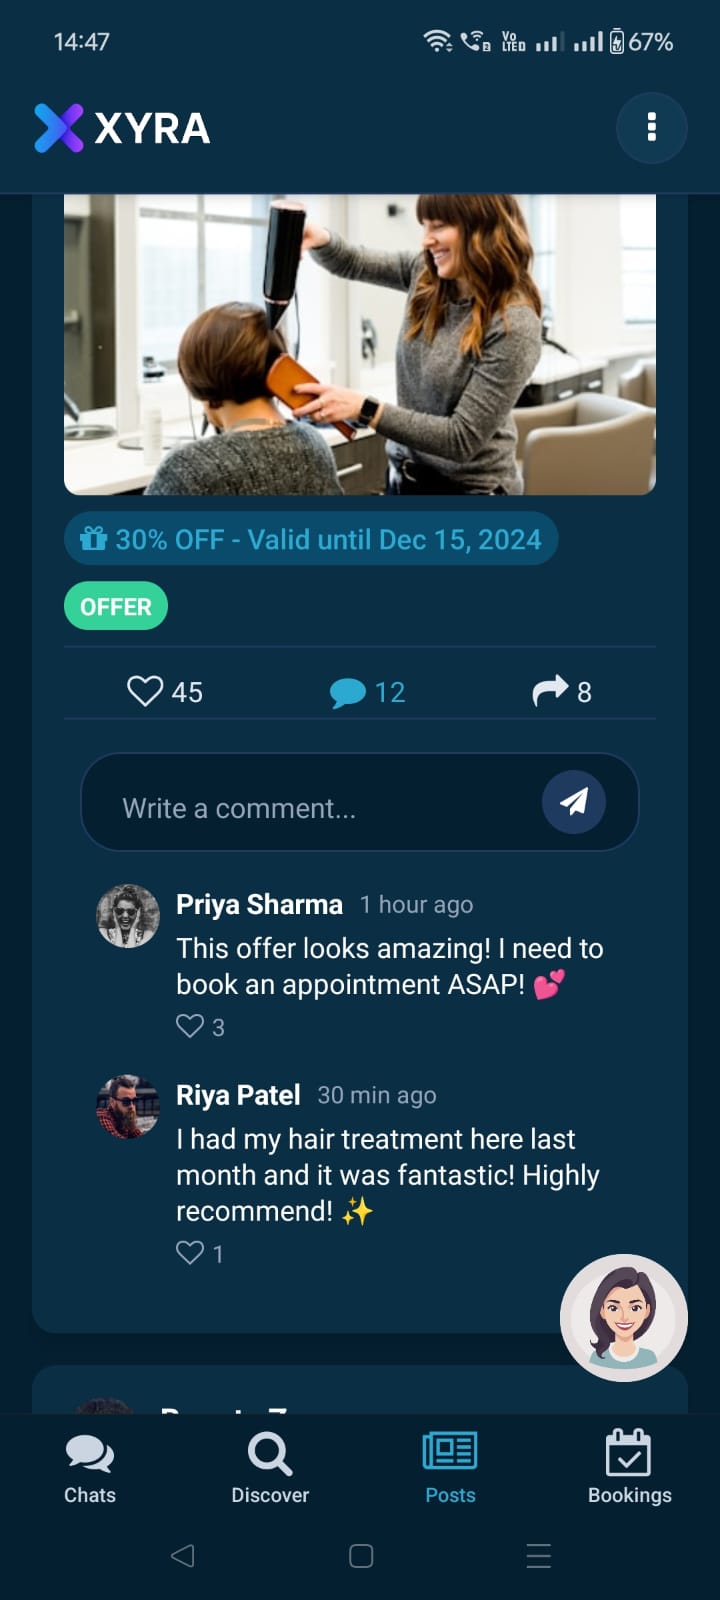 14:47
Vo
LTED
67%
XYRA
30% OFF - Valid until Dec 15, 2024
OFFER
45
12
8
Write a comment...
Priya Sharma 1 hour ago
This offer looks amazing! I need to
book an appointment ASAP! 💕
3
Riya Patel 30 min ago
I had my hair treatment here last
month and it was fantastic! Highly
recommend! ✨
1
Chats
Discover
Posts
Bookings